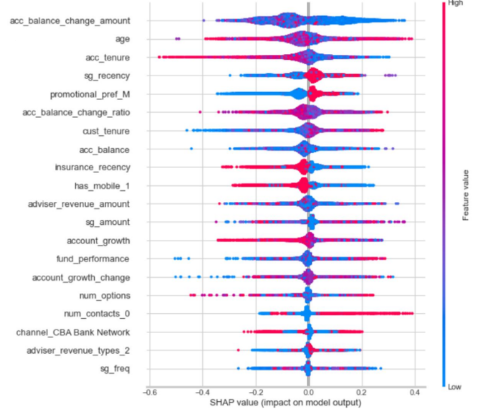 High
acc_balance_change_amount
age
acc_tenure
sg_recency
promotional_pref_M
acc_balance_change_ratio
cust_tenure
acc_balance
insurance_recency
has_mobile_1
adviser_revenue_amount
sg_amount
account_growth
fund_performance
account_growth_change
num_options
num_contacts_0
channel_CBA Bank Network
adviser_revenue_types_2
sg_freq
Feature value
Low
−0.6 −0.4 −0.2 0.0 0.2 0.4
SHAP value (impact on model output)